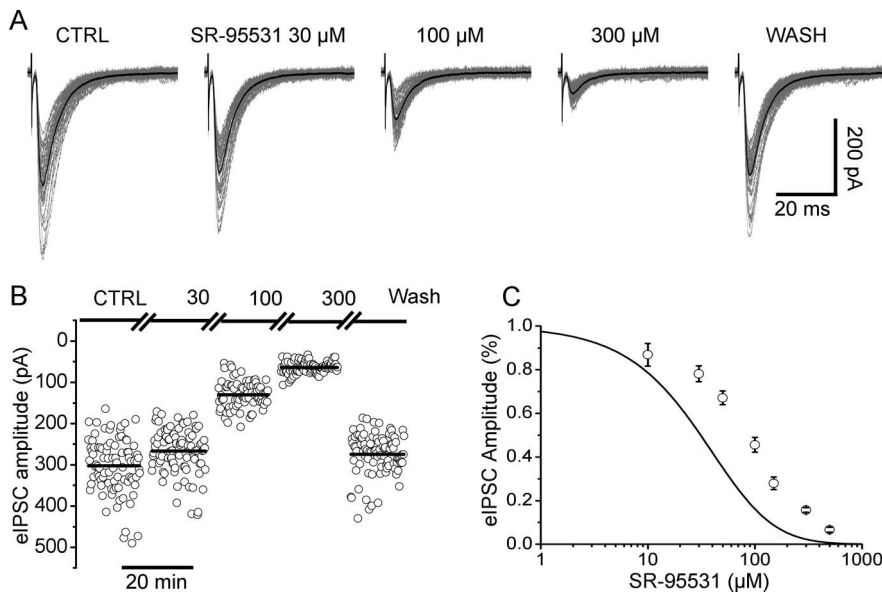 A
CTRL
SR-95531 30 μM
100 μM
300 μM
WASH
200 pA
20 ms
B
CTRL
30
100
300
Wash
eIPSC amplitude (pA)
0
100
200
300
400
500
20 min
C
eIPSC Amplitude (%)
1.0
0.8
0.6
0.4
0.2
0.0
1
10
100
1000
SR-95531 (μM)